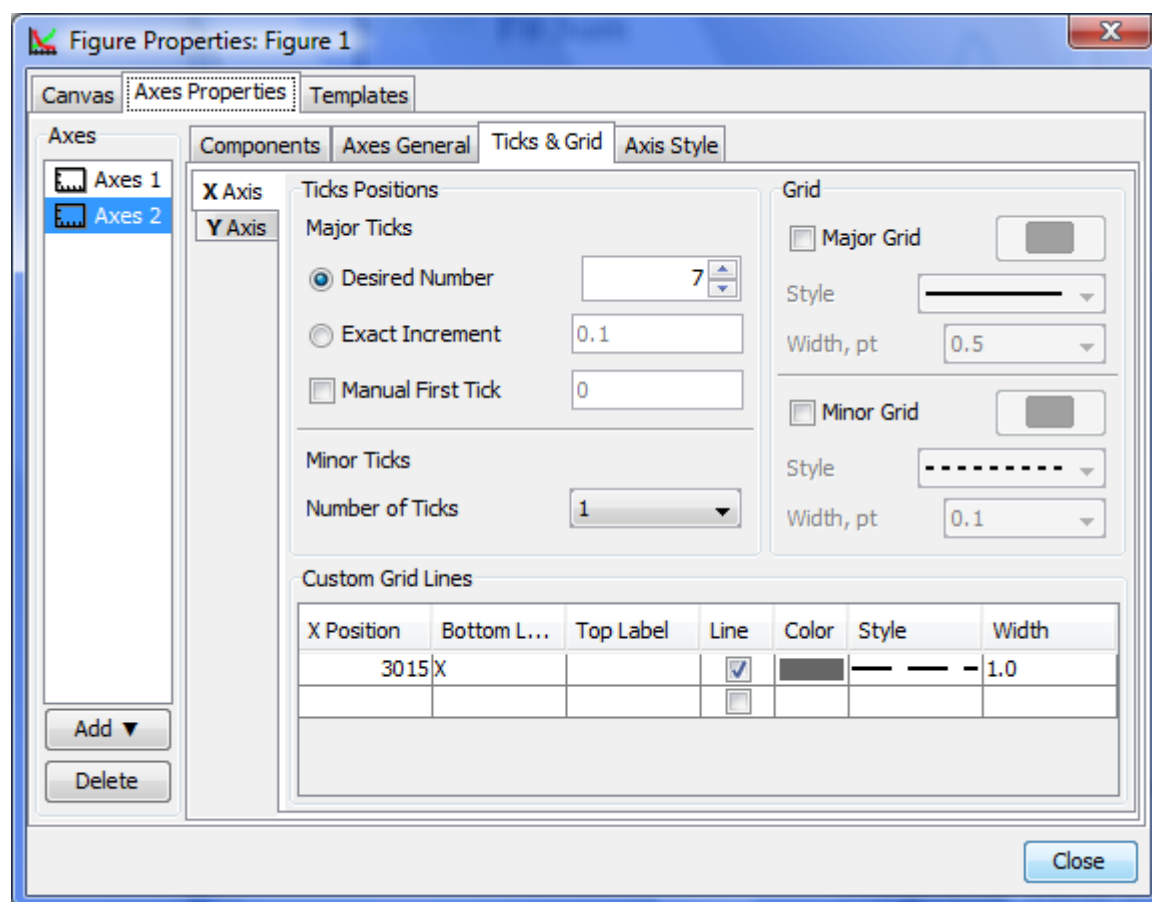 Figure Properties: Figure 1
Canvas Axes Properties Templates
Axes
Axes 1
Axes 2
Add ▼
Delete
Components Axes General Ticks & Grid Axis Style
X Axis
Y Axis
Ticks Positions
Major Ticks
Desired Number 7
Exact Increment 0.1
Manual First Tick 0
Minor Ticks
Number of Ticks 1
Grid
Major Grid
Style
Width, pt 0.5
Minor Grid
Style
Width, pt 0.1
Custom Grid Lines
X Position Bottom L... Top Label Line Color Style Width
3015 X 1.0
Close